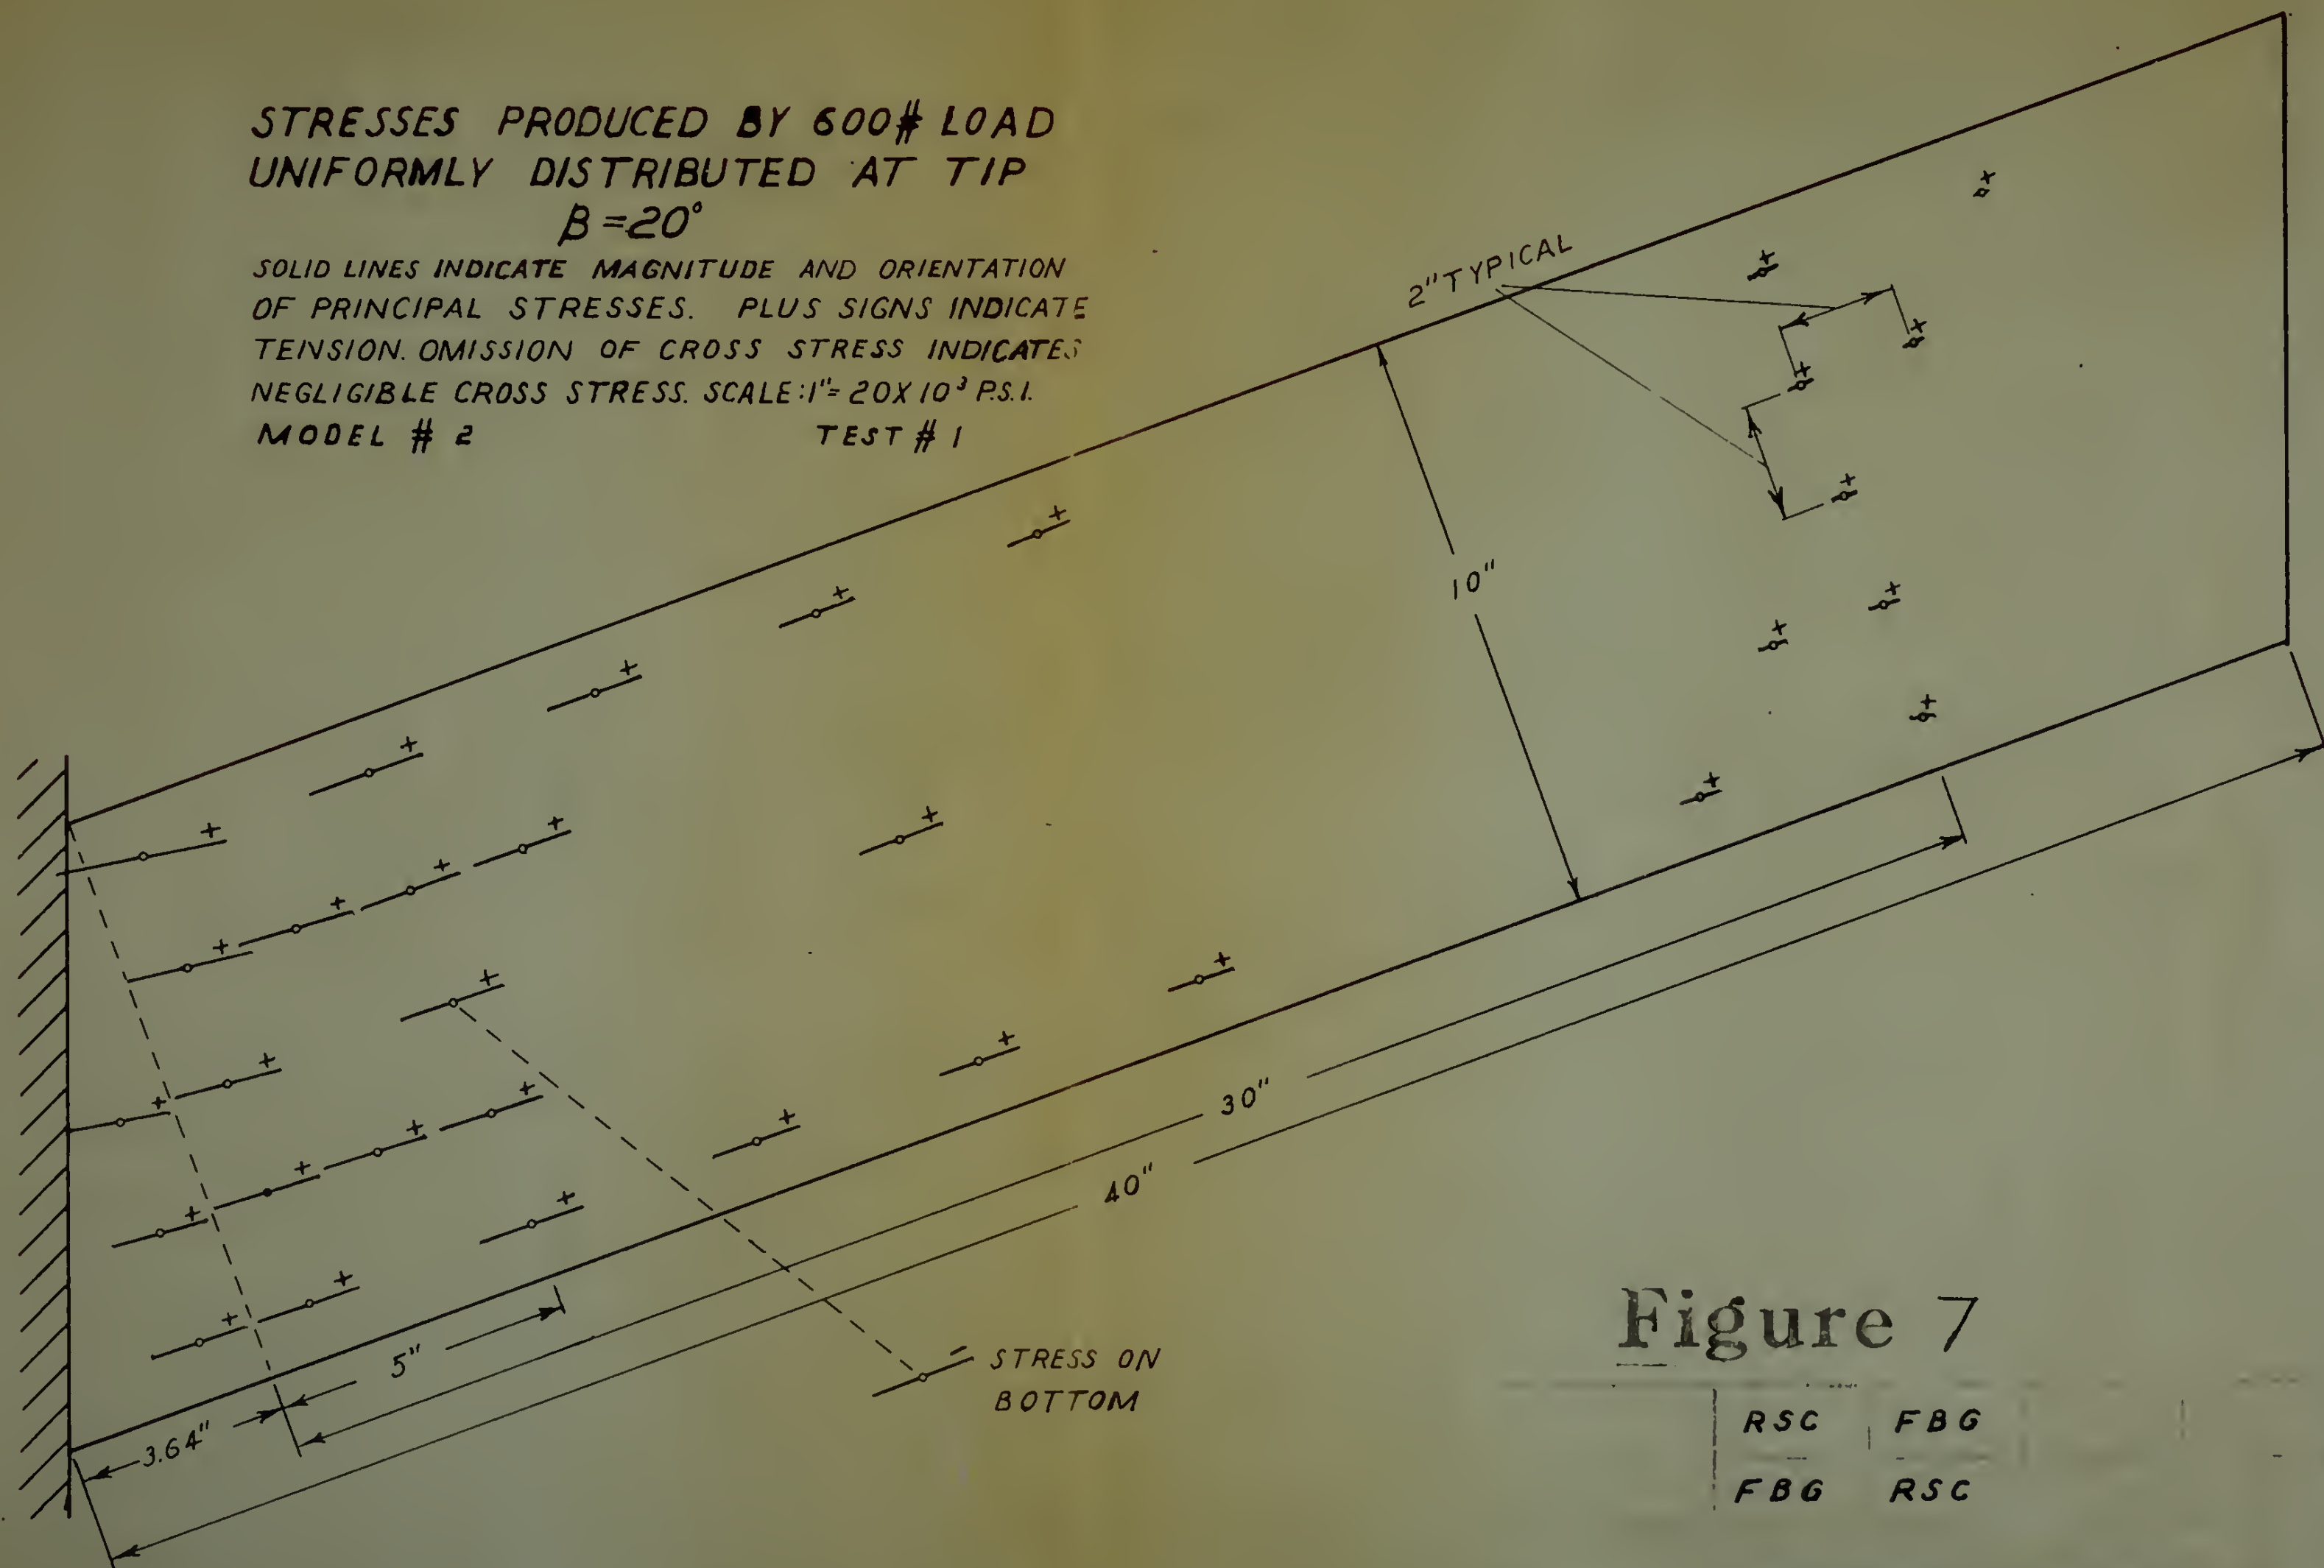 STRESSES PRODUCED BY 600# LOAD
UNIFORMLY DISTRIBUTED AT TIP
β = 20°
SOLID LINES INDICATE MAGNITUDE AND ORIENTATION
OF PRINCIPAL STRESSES. PLUS SIGNS INDICATE
TENSION. OMISSION OF CROSS STRESS INDICATES
NEGLIGIBLE CROSS STRESS. SCALE: 1" = 20 X 10³ P.S.I.
MODEL # 2 TEST # 1
2" TYPICAL
10"
30"
40"
5"
3.64"
STRESS ON
BOTTOM
Figure 7
RSC FBG
FBG RSC